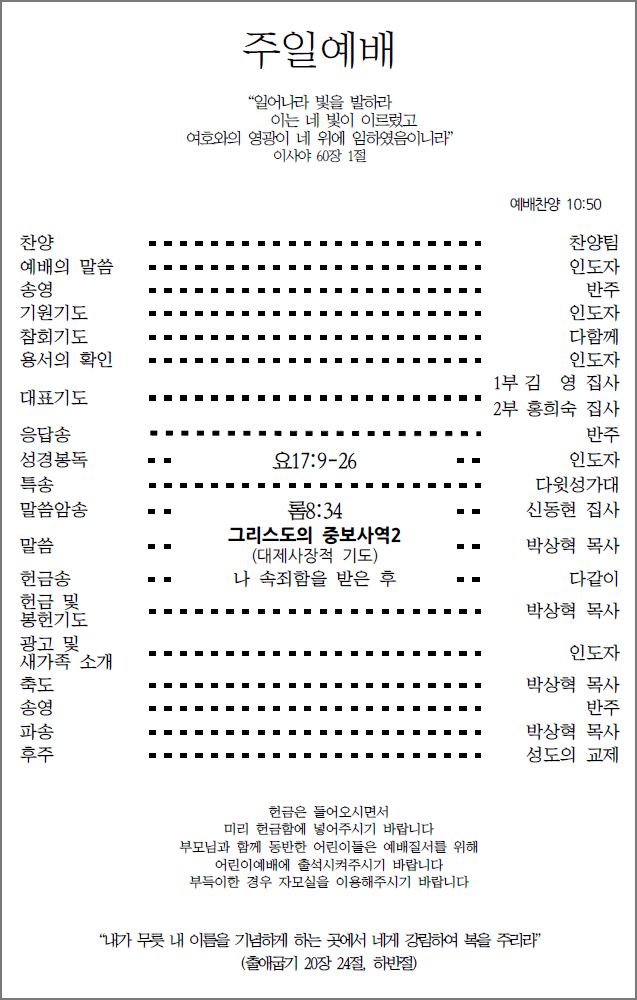 주일예배
“일어나라 빛을 발하라
이는 네 빛이 이르렀고
여호와의 영광이 네 위에 임하였음이니라”
이사야 60장 1절
예배찬양 10:50
찬양 찬양팀
예배의 말씀 인도자
송영 반주
기원기도 인도자
참회기도 다함께
용서의 확인 인도자
대표기도 1부 김 영 집사
2부 홍희숙 집사
응답송 반주
성경봉독 요17:9-26 인도자
특송 다윗성가대
말씀암송 롬8:34 신동현 집사
말씀 그리스도의 중보사역2 박상혁 목사
(대제사장적 기도)
헌금송 나 속죄함을 받은 후 다같이
헌금 및
봉헌기도 박상혁 목사
광고 및
새가족 소개 인도자
축도 박상혁 목사
송영 반주
파송 박상혁 목사
후주 성도의 교제
헌금은 들어오시면서
미리 헌금함에 넣어주시기 바랍니다
부모님과 함께 동반한 어린이들은 예배질서를 위해
어린이예배에 출석시켜주시기 바랍니다
부득이한 경우 자모실을 이용해주시기 바랍니다
“내가 무릇 내 이름을 기념하게 하는 곳에서 네게 강림하여 복을 주리라”
(출애굽기 20장 24절, 하반절)